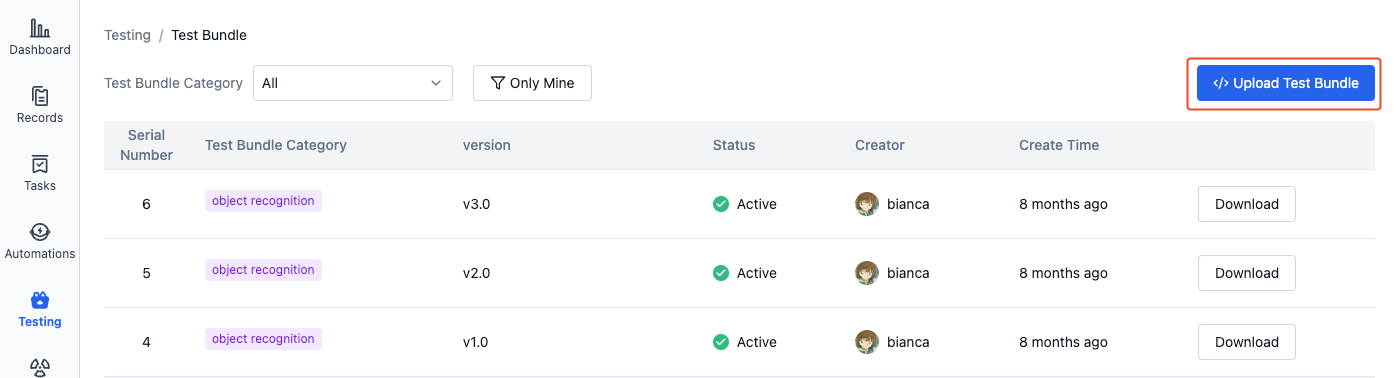 Dashboard
Records
Tasks
Automations
Testing
Testing / Test Bundle
Test Bundle Category All Only Mine </> Upload Test Bundle
Serial Number Test Bundle Category version Status Creator Create Time
6 object recognition v3.0 Active bianca 8 months ago Download
5 object recognition v2.0 Active bianca 8 months ago Download
4 object recognition v1.0 Active bianca 8 months ago Download